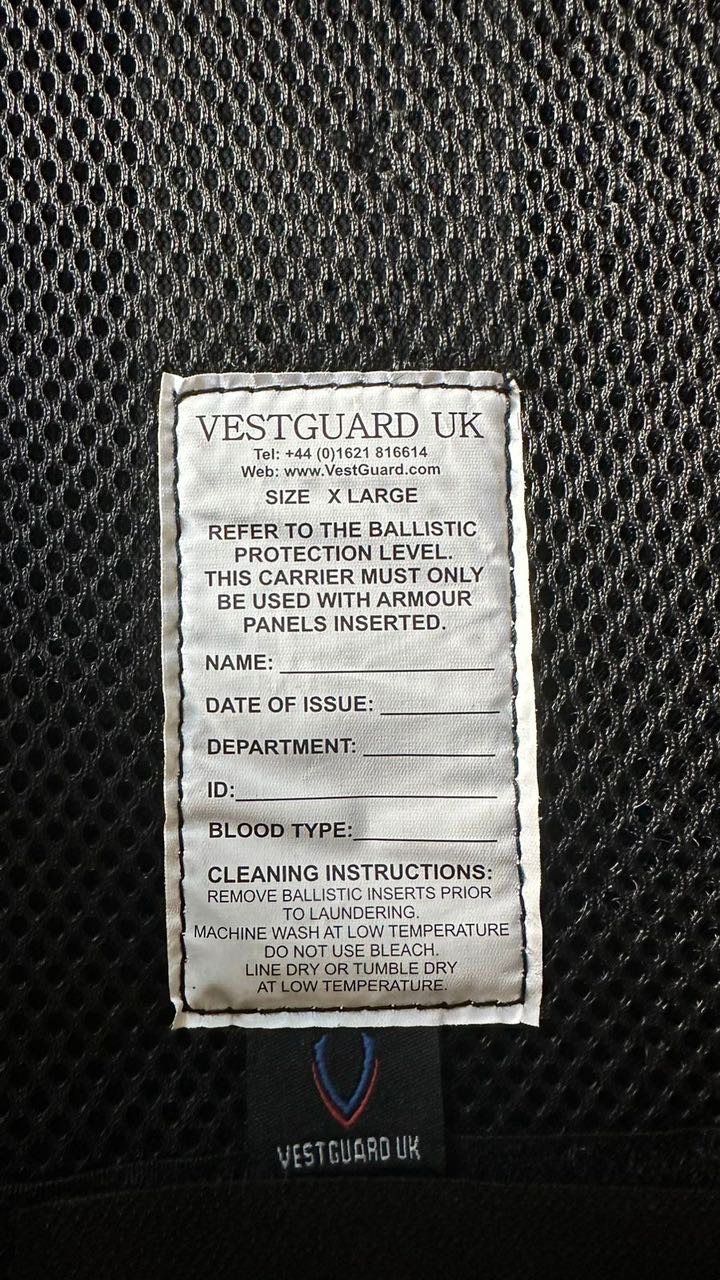 VESTGUARD UK
Tel: +44 (0)1621 816614
Web: www.VestGuard.com
SIZE X LARGE
REFER TO THE BALLISTIC
PROTECTION LEVEL.
THIS CARRIER MUST ONLY
BE USED WITH ARMOUR
PANELS INSERTED.
NAME:
DATE OF ISSUE:
DEPARTMENT:
ID:
BLOOD TYPE:
CLEANING INSTRUCTIONS:
REMOVE BALLISTIC INSERTS PRIOR
TO LAUNDERING.
MACHINE WASH AT LOW TEMPERATURE
DO NOT USE BLEACH.
LINE DRY OR TUMBLE DRY
AT LOW TEMPERATURE.
VESTGUARD UK